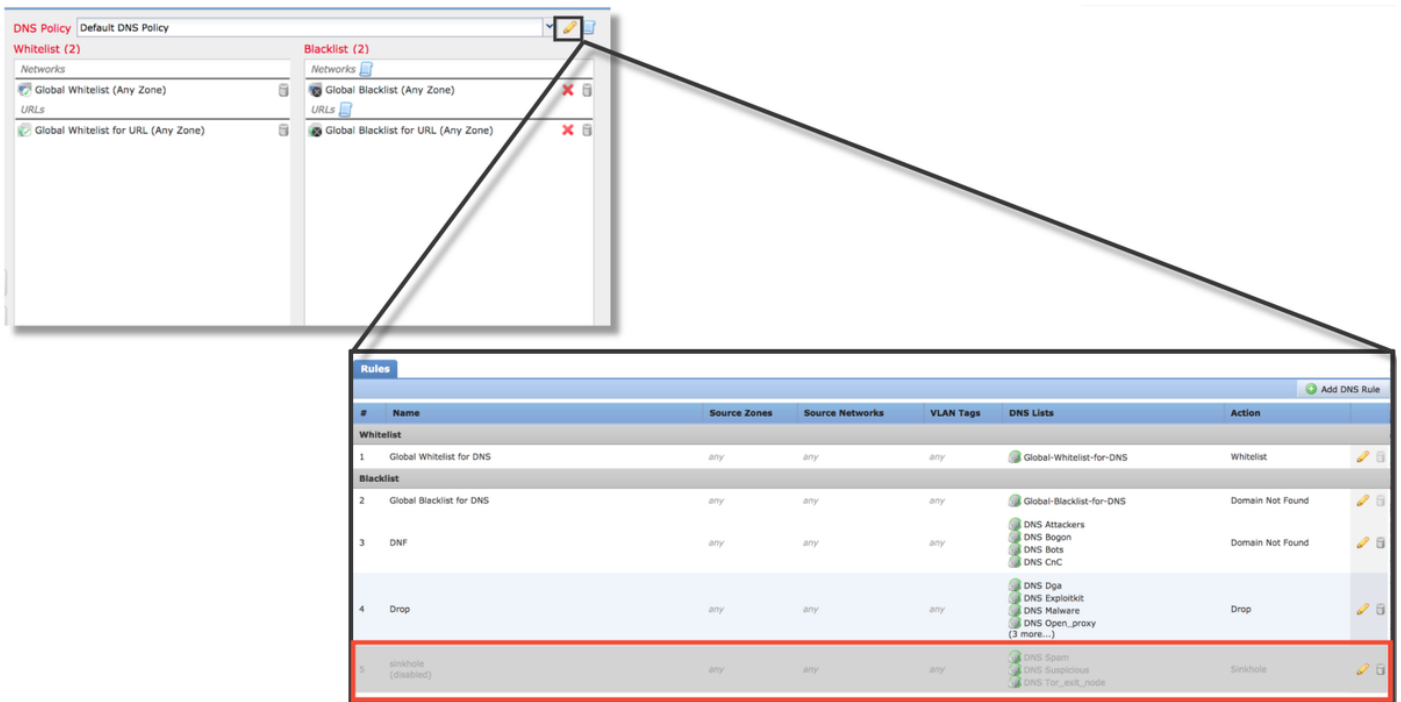 DNS Policy Default DNS Policy
Whitelist (2) Blacklist (2)
Networks Networks
Global Whitelist (Any Zone) Global Blacklist (Any Zone)
URLs URLs
Global Whitelist for URL (Any Zone) Global Blacklist for URL (Any Zone)
Rules
Add DNS Rule
# Name Source Zones Source Networks VLAN Tags DNS Lists Action
Whitelist
1 Global Whitelist for DNS any any any Global-Whitelist-for-DNS Whitelist
Blacklist
2 Global Blacklist for DNS any any any Global-Blacklist-for-DNS Domain Not Found
DNS Attackers
DNS Bogon
3 DNF any any any DNS Bots Domain Not Found
DNS CnC
DNS Dga
DNS Exploitkit
4 Drop any any any DNS Malware Drop
DNS Open_proxy
(3 more...)
DNS Spam
5 sinkhole any any any DNS Suspicious Sinkhole
(disabled) DNS Tor_exit_node